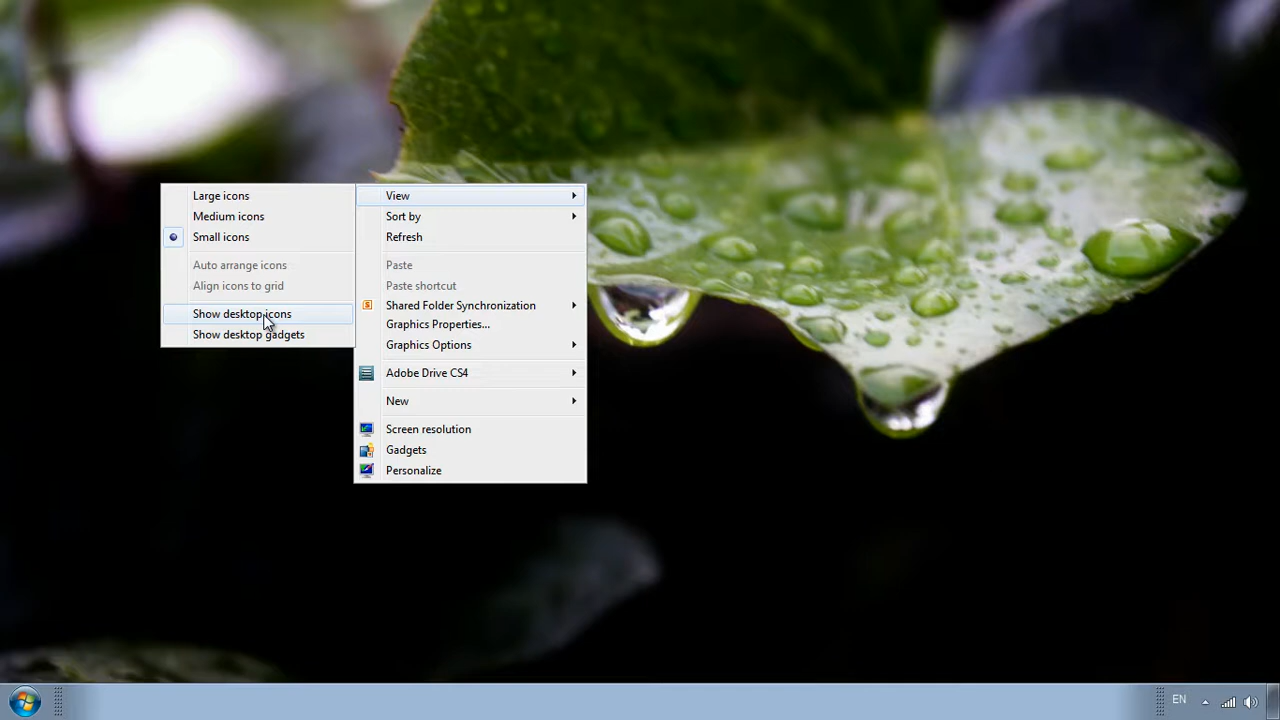 Large icons
Medium icons
Small icons
Auto arrange icons
Align icons to grid
Show desktop icons
Show desktop gadgets
View
Sort by
Refresh
Paste
Paste shortcut
Shared Folder Synchronization
Graphics Properties...
Graphics Options
Adobe Drive CS4
New
Screen resolution
Gadgets
Personalize
EN